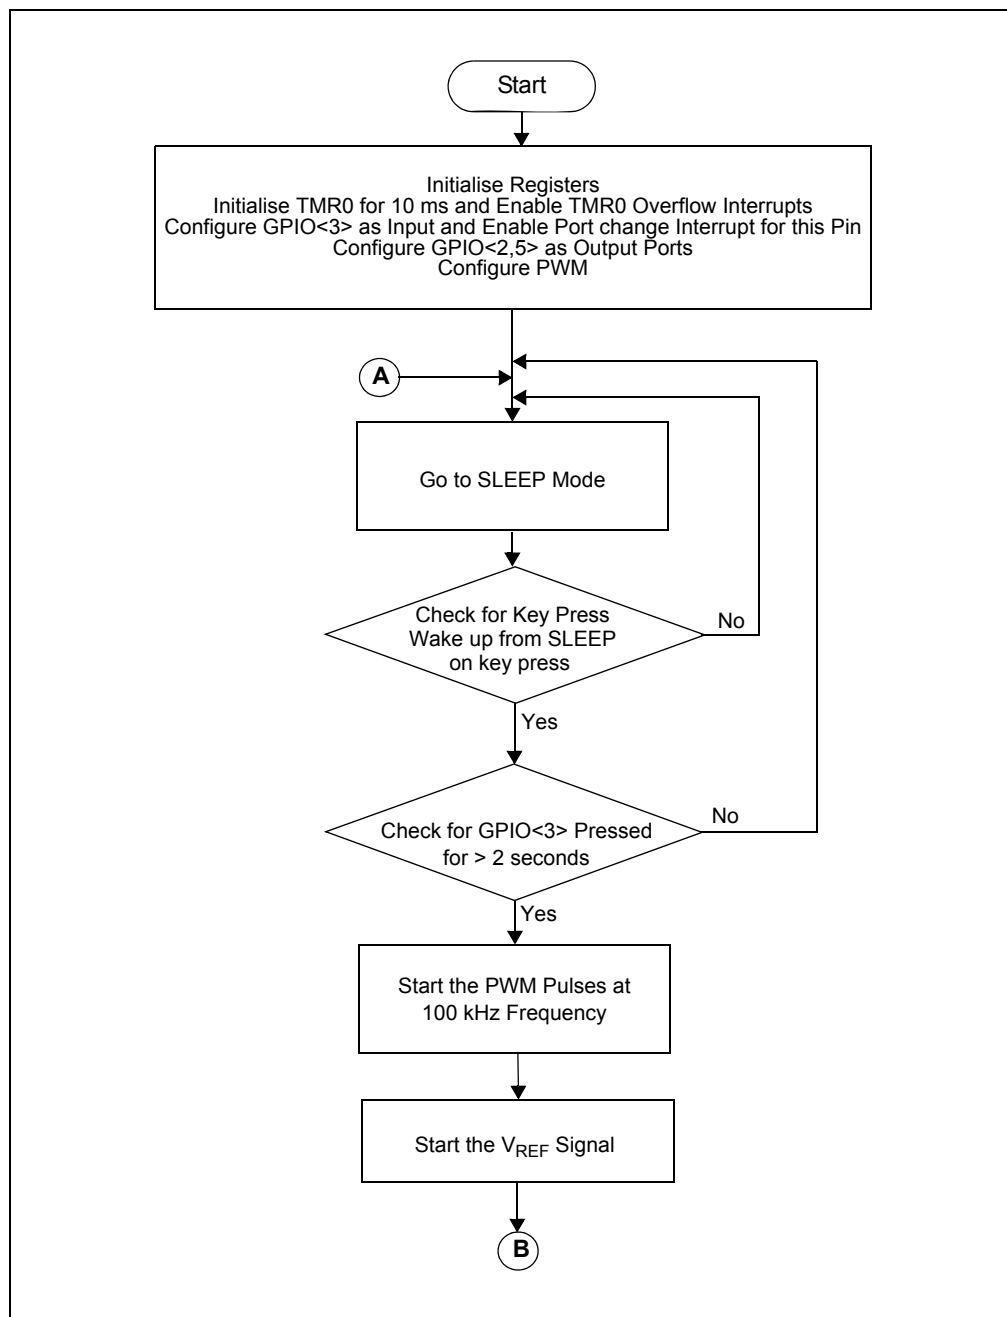 Start
Initialise Registers
Initialise TMR0 for 10 ms and Enable TMR0 Overflow Interrupts
Configure GPIO<3> as Input and Enable Port change Interrupt for this Pin
Configure GPIO<2,5> as Output Ports
Configure PWM
A
Go to SLEEP Mode
Check for Key Press
Wake up from SLEEP
on key press
No
Yes
Check for GPIO<3> Pressed
for > 2 seconds
No
Yes
Start the PWM Pulses at
100 kHz Frequency
Start the VREF Signal
B